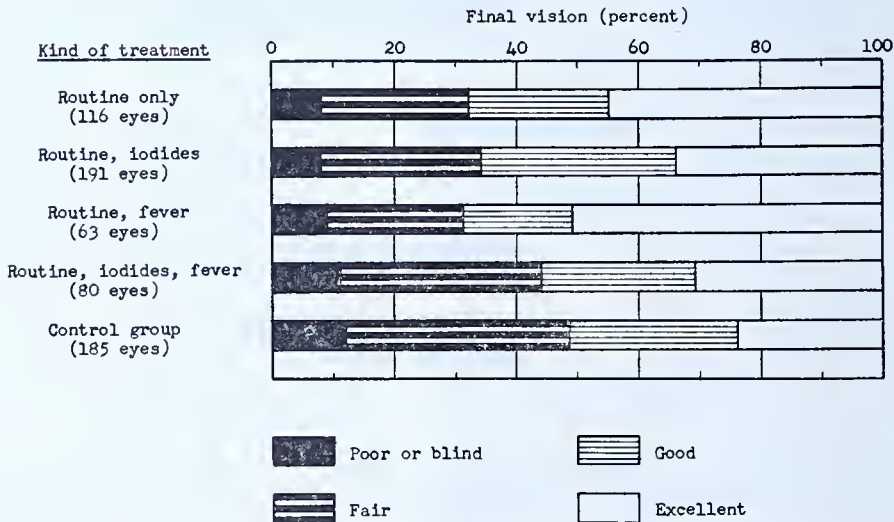 Final vision (percent)
Kind of treatment
0 20 40 60 80 100
Routine only
(116 eyes)
Routine, iodides
(191 eyes)
Routine, fever
(63 eyes)
Routine, iodides, fever
(80 eyes)
Control group
(185 eyes)
Poor or blind
Good
Fair
Excellent